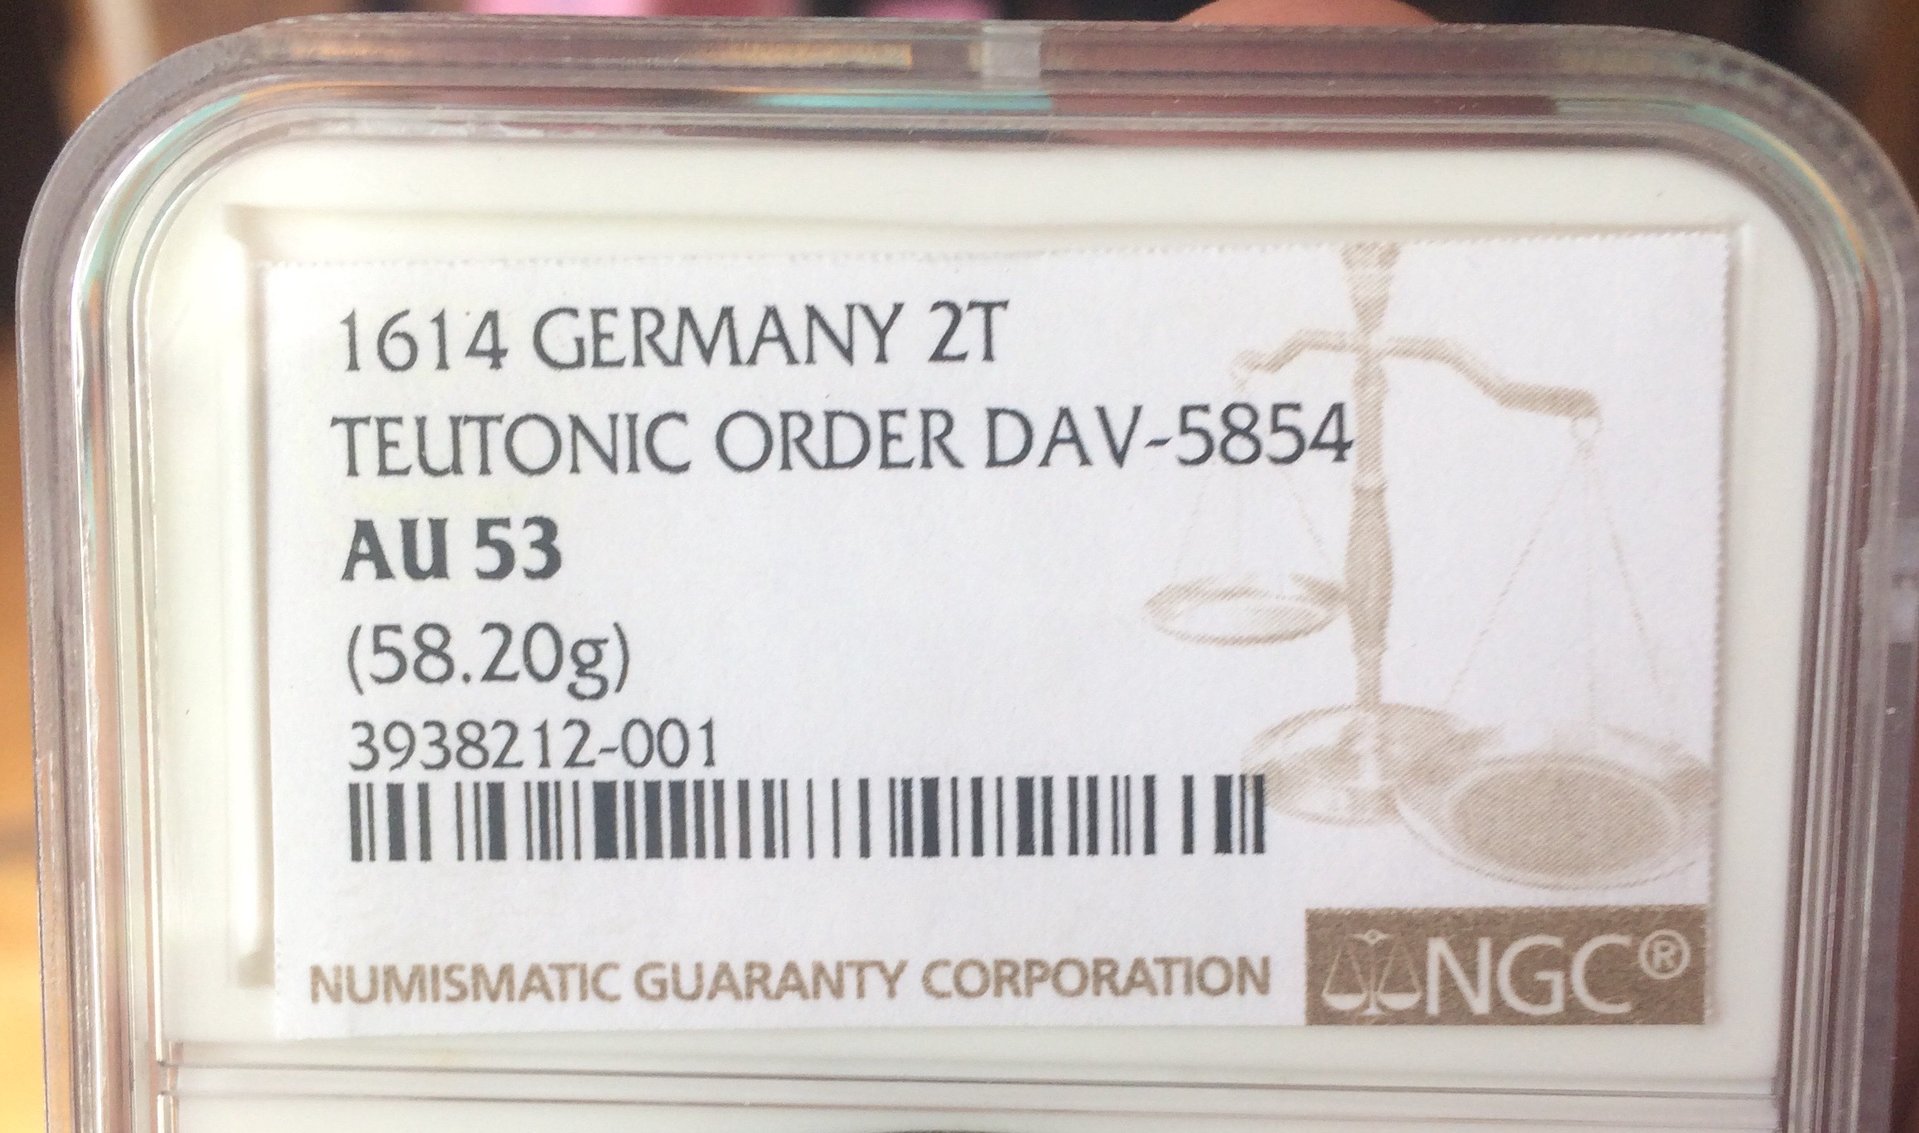 1614 GERMANY 2T
TEUTONIC ORDER DAV-5854
AU 53
(58.20g)
3938212-001
NUMISMATIC GUARANTY CORPORATION
NGC®